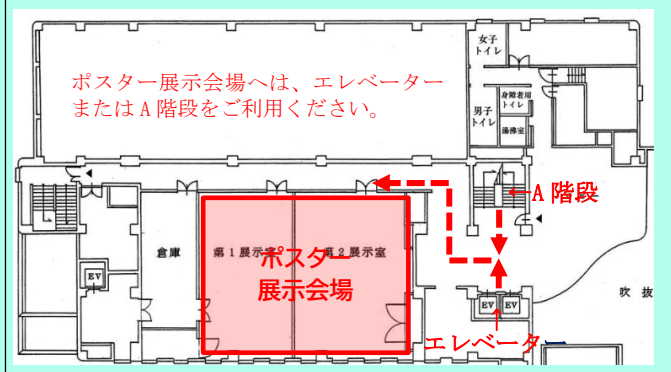 女子
トイレ
ポスター展示会場へは、エレベーター
またはA階段をご利用ください。
身障者用
トイレ
男子
トイレ
湯沸室
←A階段
倉庫
第1展示室
第2展示室
ポスター
展示会場
EV
EV
EV
吹 抜
エレベーター